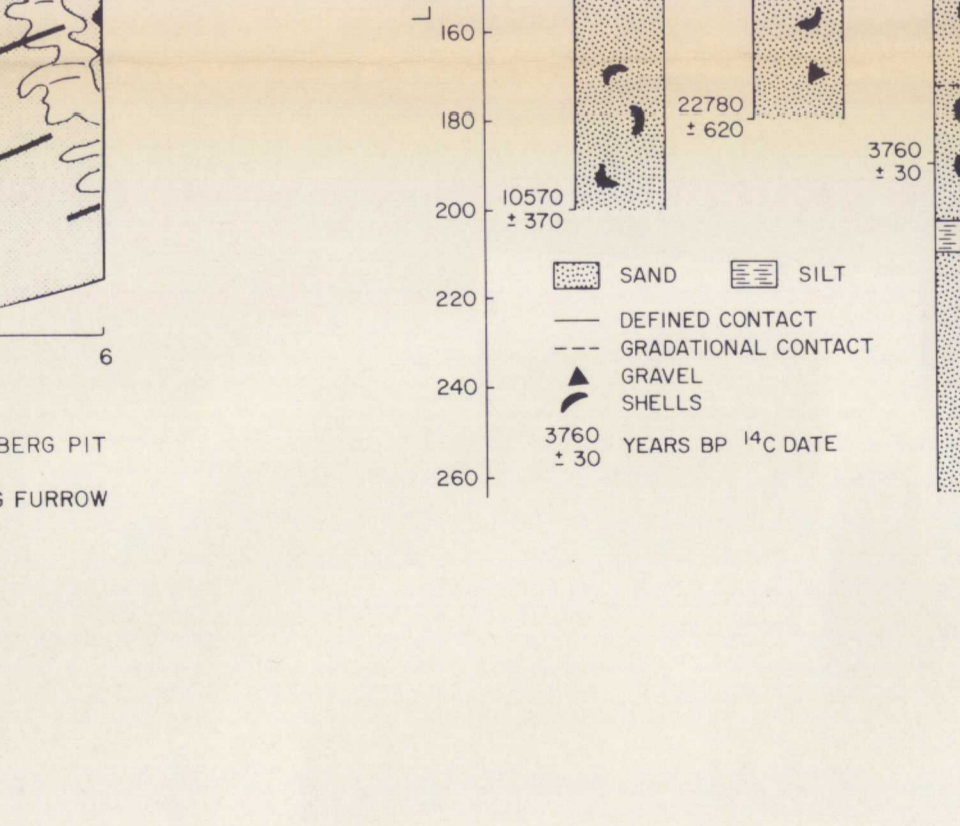 160
180
200
220
240
260
22780
± 620
3760
± 30
10570
± 370
SAND
SILT
DEFINED CONTACT
GRADATIONAL CONTACT
GRAVEL
SHELLS
3760
± 30
YEARS BP ¹⁴C DATE
6
BERG PIT
FURROW